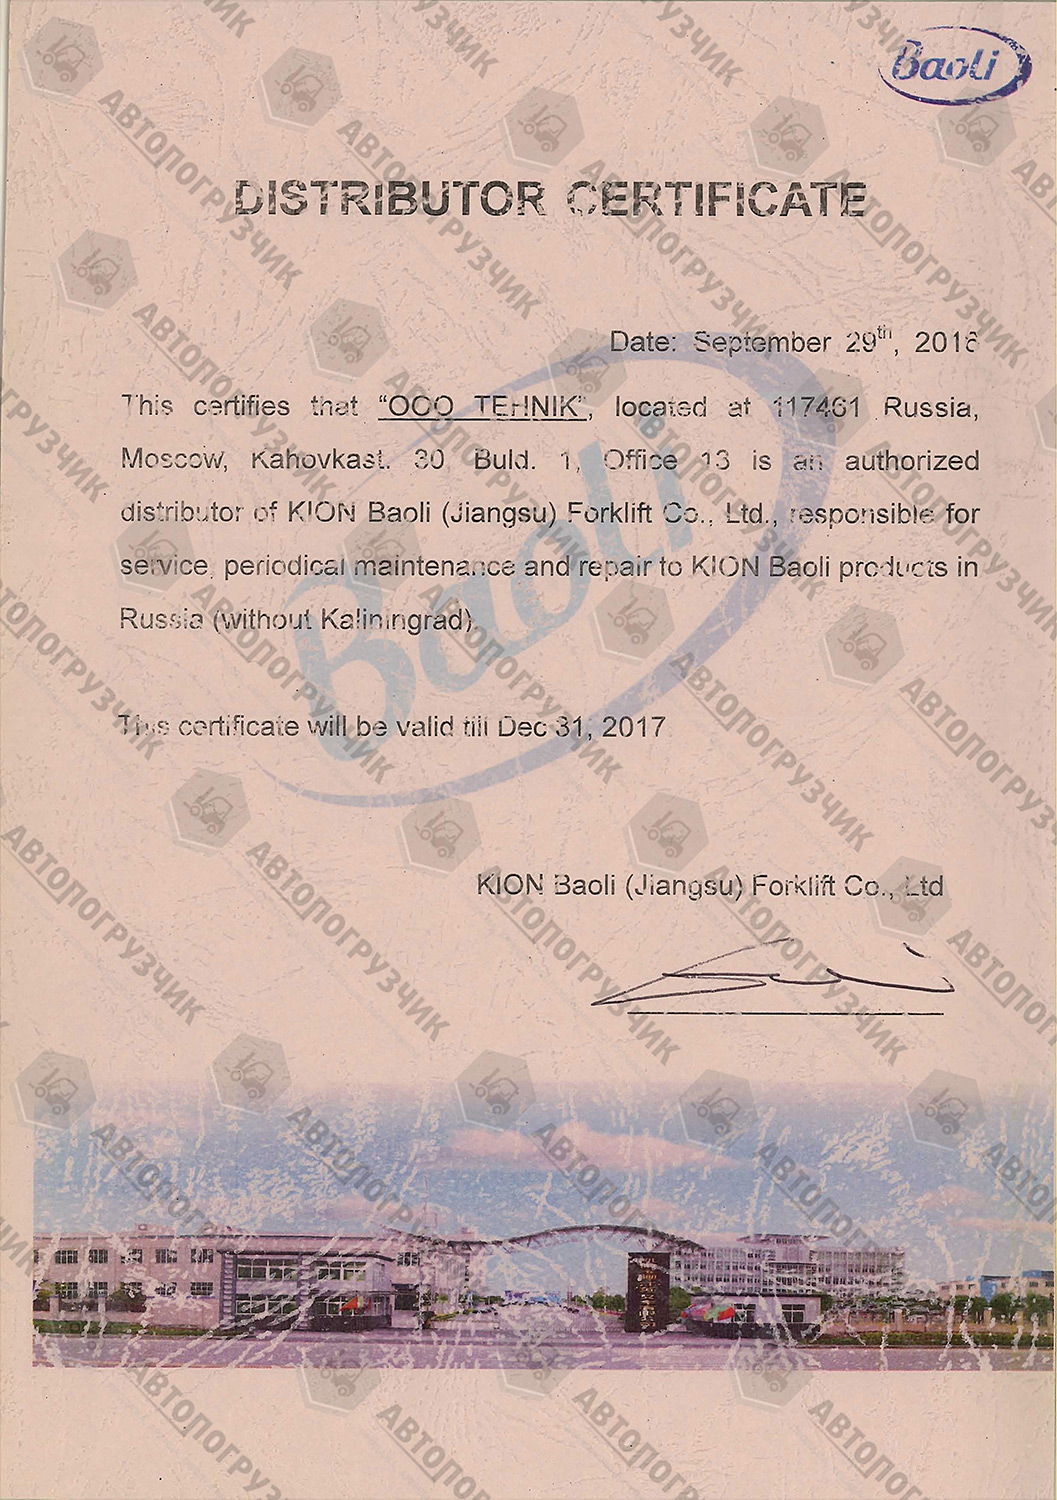 Baoli
DISTRIBUTOR CERTIFICATE
Date: September 29th, 2016
This certifies that “OOO TEHNIK”, located at 117461 Russia,
Moscow, Kahovkast. 30, Buld. 1, Office 13 is an authorized
distributor of KION Baoli (Jiangsu) Forklift Co., Ltd., responsible for
service, periodical maintenance and repair to KION Baoli products in
Russia (without Kaliningrad).
Baoli
This certificate will be valid till Dec 31, 2017
KION Baoli (Jiangsu) Forklift Co., Ltd
АВТОПОГРУЗЧИК